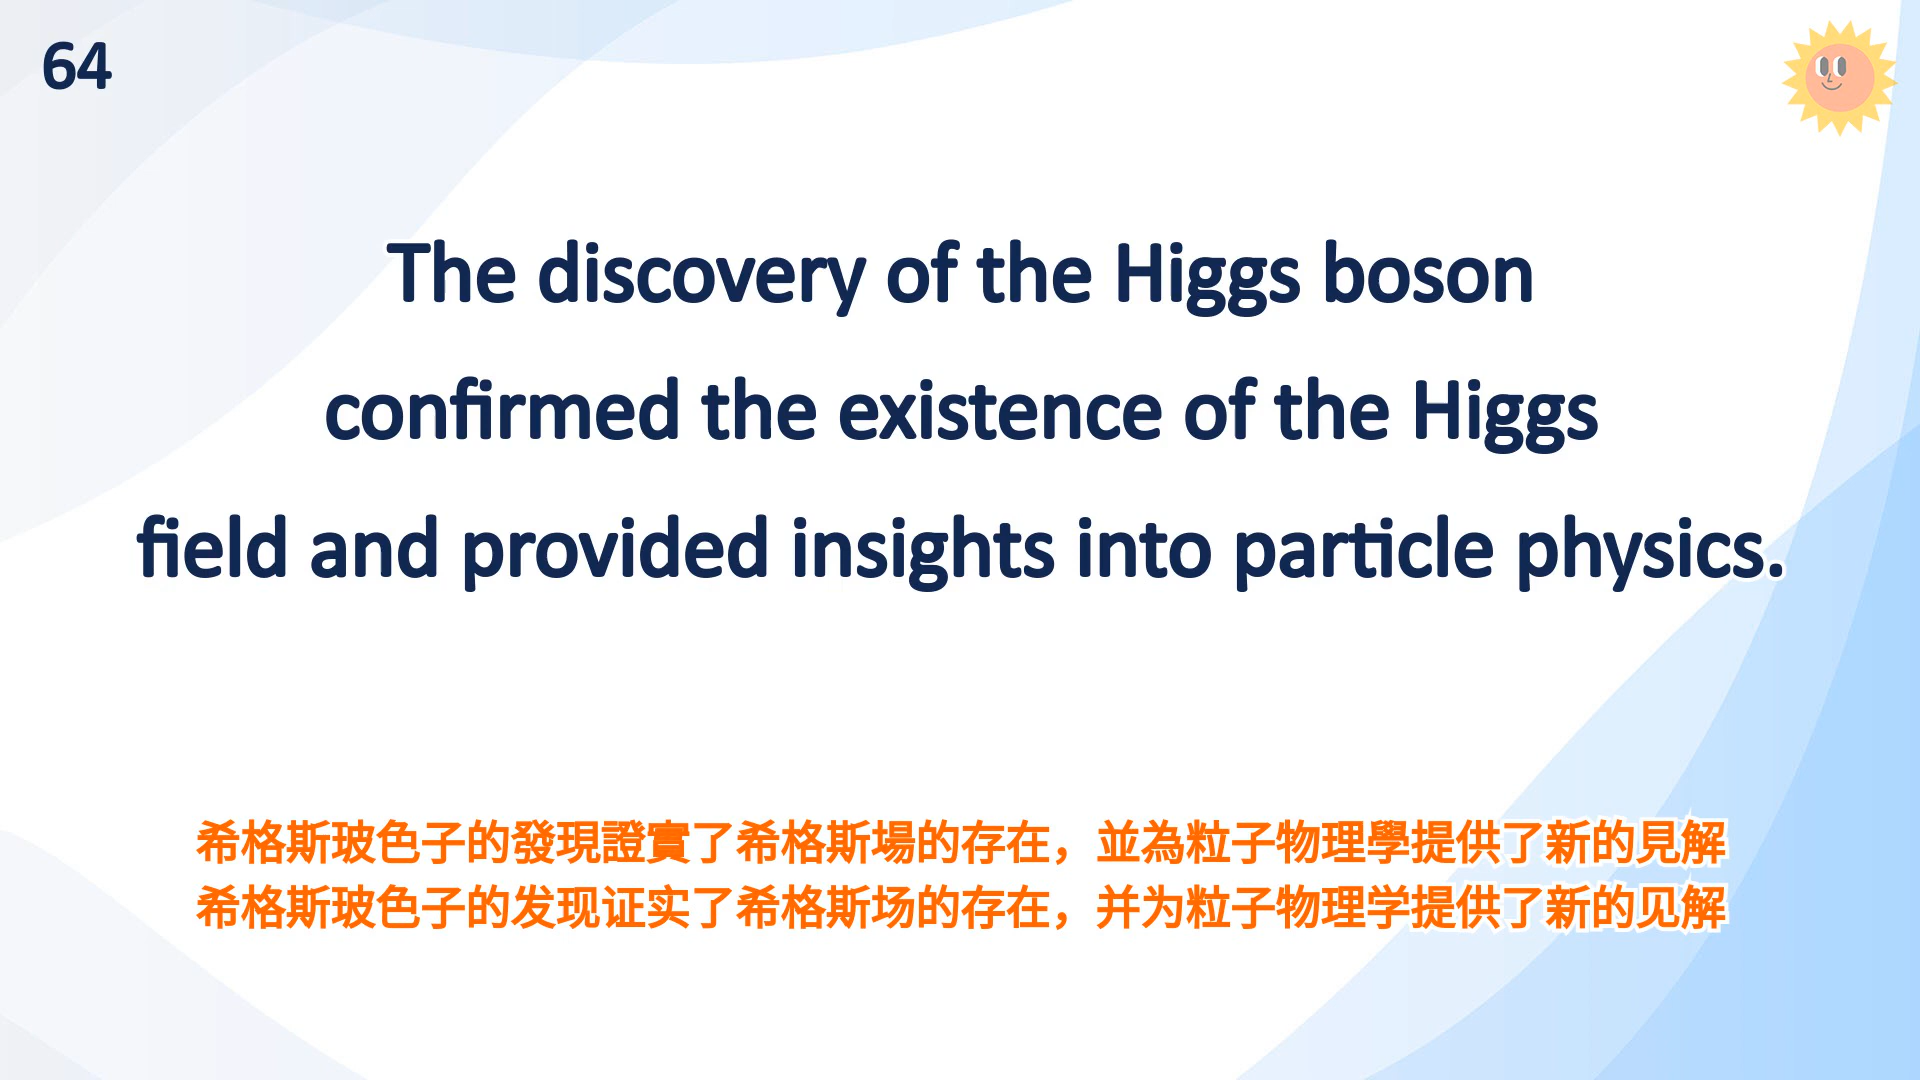 64
The discovery of the Higgs boson
confirmed the existence of the Higgs
field and provided insights into particle physics.
希格斯玻色子的發現證實了希格斯場的存在，並為粒子物理學提供了新的見解
希格斯玻色子的发现证实了希格斯场的存在，并为粒子物理学提供了新的见解